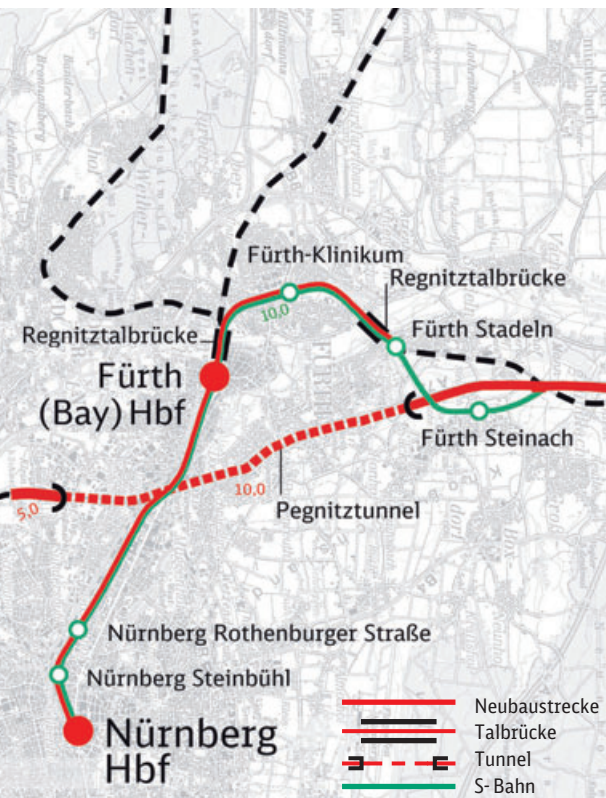 Fürth-Klinikum
10,0
Regnitztalbrücke
Regnitztalbrücke
Fürth Stadeln
Fürth
(Bay) Hbf
Fürth Steinach
10,0
5,0
Pegnitztunnel
Nürnberg Rothenburger Straße
Nürnberg Steinbühl
Nürnberg
Hbf
Neubaustrecke
Talbrücke
Tunnel
S-Bahn